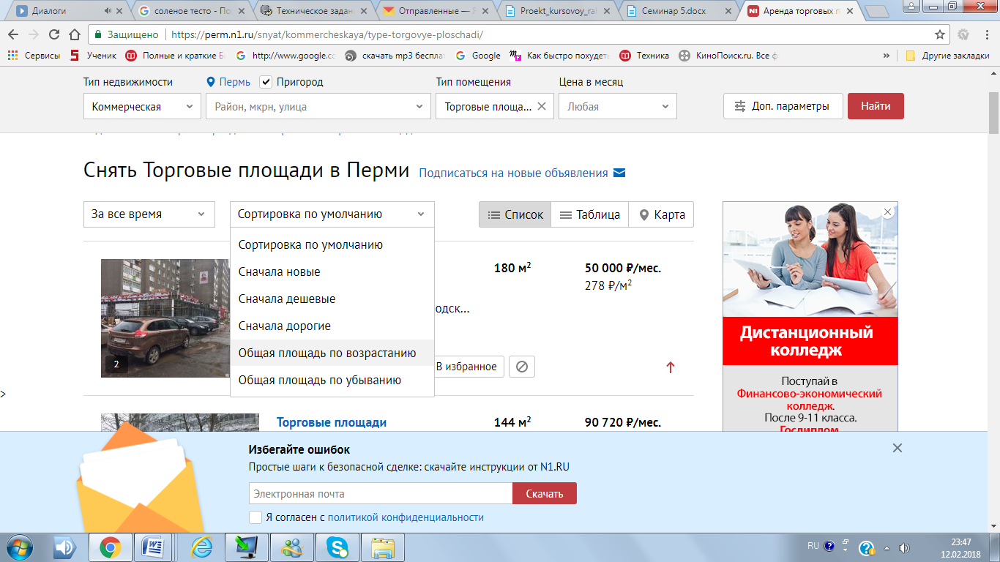 Диалоги
соленое тесто - По
Техническое задан
Отправленные — Я
Proekt_kursovoy_ral
Семинар 5.docx
Аренда торговых п
Защищено
https://perm.n1.ru/snyat/kommercheskaya/type-torgovye-ploschadi/
Сервисы
Ученик
Полные и краткие Б
http://www.google.co
скачать mp3 беспла
Google
Как быстро похудеть
Техника
КиноПоиск.ru. Все ф
»
Другие закладки
Тип недвижимости
Пермь
Пригород
Тип помещения
Цена в месяц
Коммерческая
Район, мкрн, улица
Торговые площа...
Любая
Доп. параметры
Найти
Снять Торговые площади в Перми
Подписаться на новые объявления
За все время
Сортировка по умолчанию
Список
Таблица
Карта
Сортировка по умолчанию
Сначала новые
Сначала дешевые
Сначала дорогие
Общая площадь по возрастанию
Общая площадь по убыванию
2
180 м²
50 000 ₽/мес.
278 ₽/м²
одск...
В избранное
Торговые площади
144 м²
90 720 ₽/мес.
Дистанционный
колледж
Поступай в
Финансово-экономический
колледж.
После 9-11 класса.
Госдиплом
>
Избегайте ошибок
Простые шаги к безопасной сделке: скачайте инструкции от N1.RU
Электронная почта
Скачать
Я согласен с политикой конфиденциальности
RU
23:47
12.02.2018